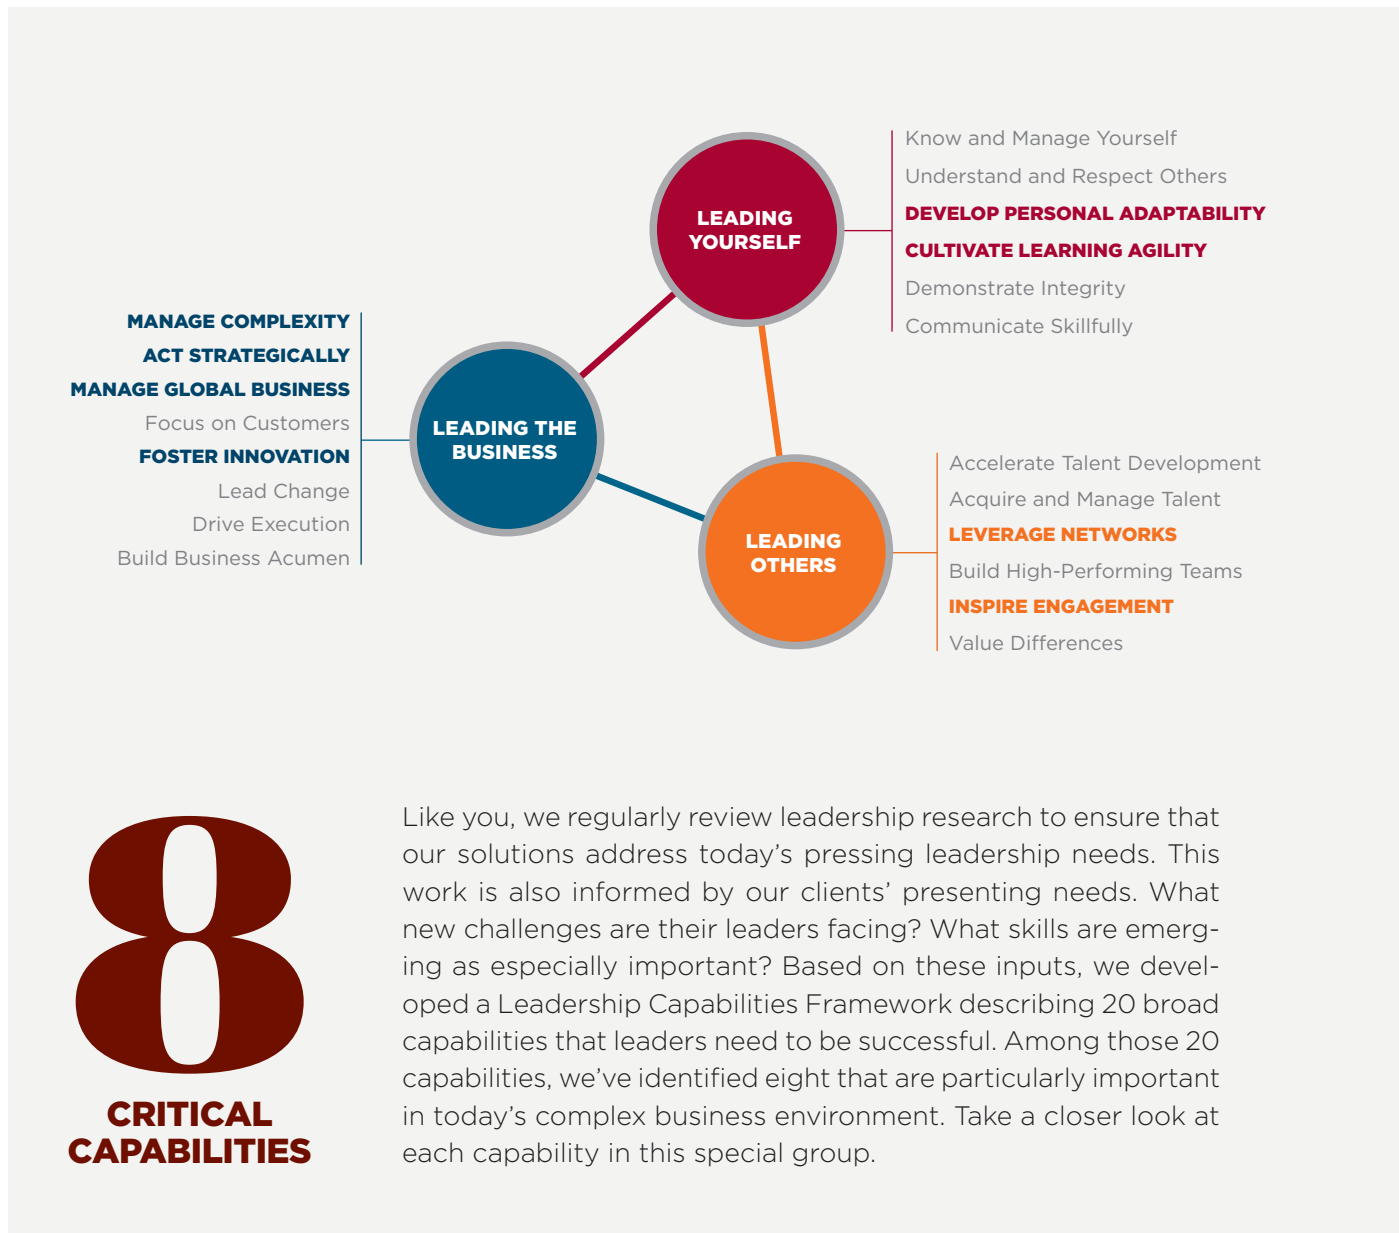 LEADING
YOURSELF
Know and Manage Yourself
Understand and Respect Others
DEVELOP PERSONAL ADAPTABILITY
CULTIVATE LEARNING AGILITY
Demonstrate Integrity
Communicate Skillfully
MANAGE COMPLEXITY
ACT STRATEGICALLY
MANAGE GLOBAL BUSINESS
Focus on Customers
FOSTER INNOVATION
Lead Change
Drive Execution
Build Business Acumen
LEADING THE
BUSINESS
LEADING
OTHERS
Accelerate Talent Development
Acquire and Manage Talent
LEVERAGE NETWORKS
Build High-Performing Teams
INSPIRE ENGAGEMENT
Value Differences
8
CRITICAL
CAPABILITIES
Like you, we regularly review leadership research to ensure that
our solutions address today’s pressing leadership needs. This
work is also informed by our clients’ presenting needs. What
new challenges are their leaders facing? What skills are emerg-
ing as especially important? Based on these inputs, we devel-
oped a Leadership Capabilities Framework describing 20 broad
capabilities that leaders need to be successful. Among those 20
capabilities, we’ve identified eight that are particularly important
in today’s complex business environment. Take a closer look at
each capability in this special group.